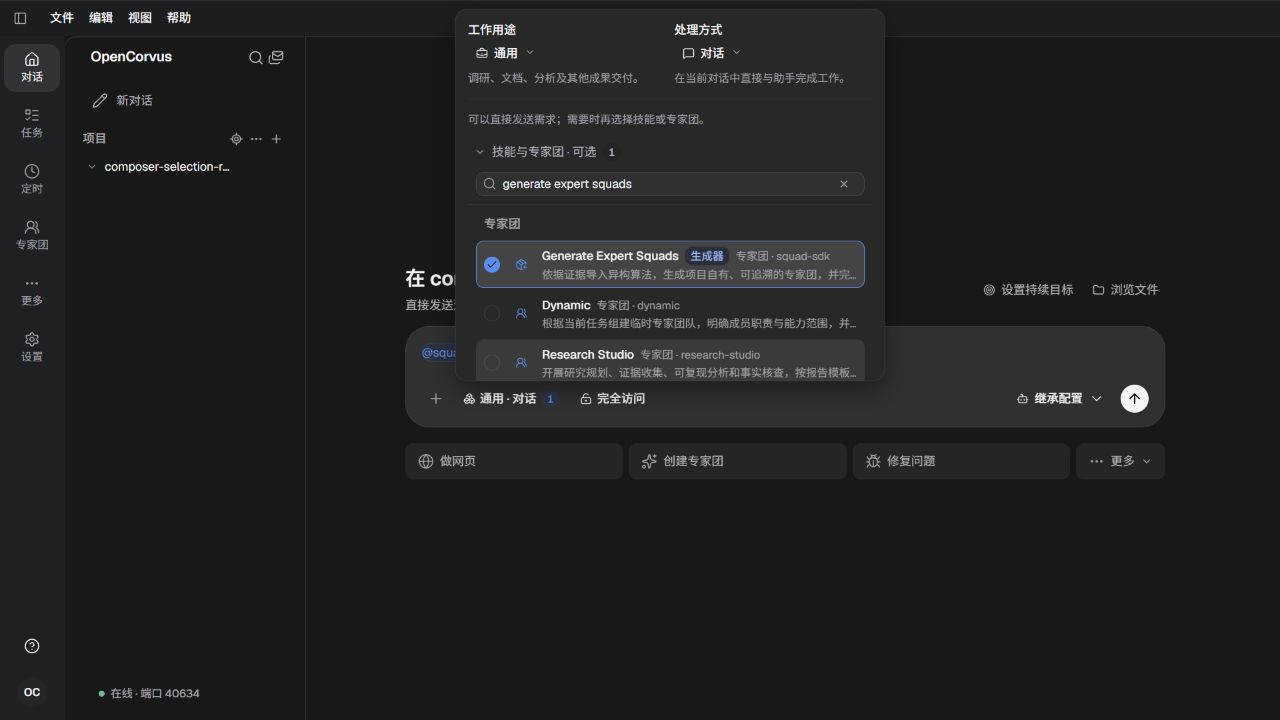 文件 编辑 视图 帮助
对话
任务
定时
专家团
更多
设置
OC
OpenCorvus
新对话
项目
composer-selection-r...
在线 · 端口 40634
工作用途
通用
调研、文档、分析及其他成果交付。
处理方式
对话
在当前对话中直接与助手完成工作。
可以直接发送需求；需要时再选择技能或专家团。
技能与专家团 · 可选 1
generate expert squads
专家团
Generate Expert Squads 生成器 专家团 · squad-sdk
依据证据导入异构算法，生成项目自有、可追溯的专家团，并完...
Dynamic 专家团 · dynamic
根据当前任务组建临时专家团队，明确成员职责与能力范围，并...
Research Studio 专家团 · research-studio
开展研究规划、证据收集、可复现分析和事实核查，按报告模板...
在 co
直接发送
设置持续目标 浏览文件
@squa
通用 · 对话 1 完全访问 继承配置
做网页 创建专家团 修复问题 更多